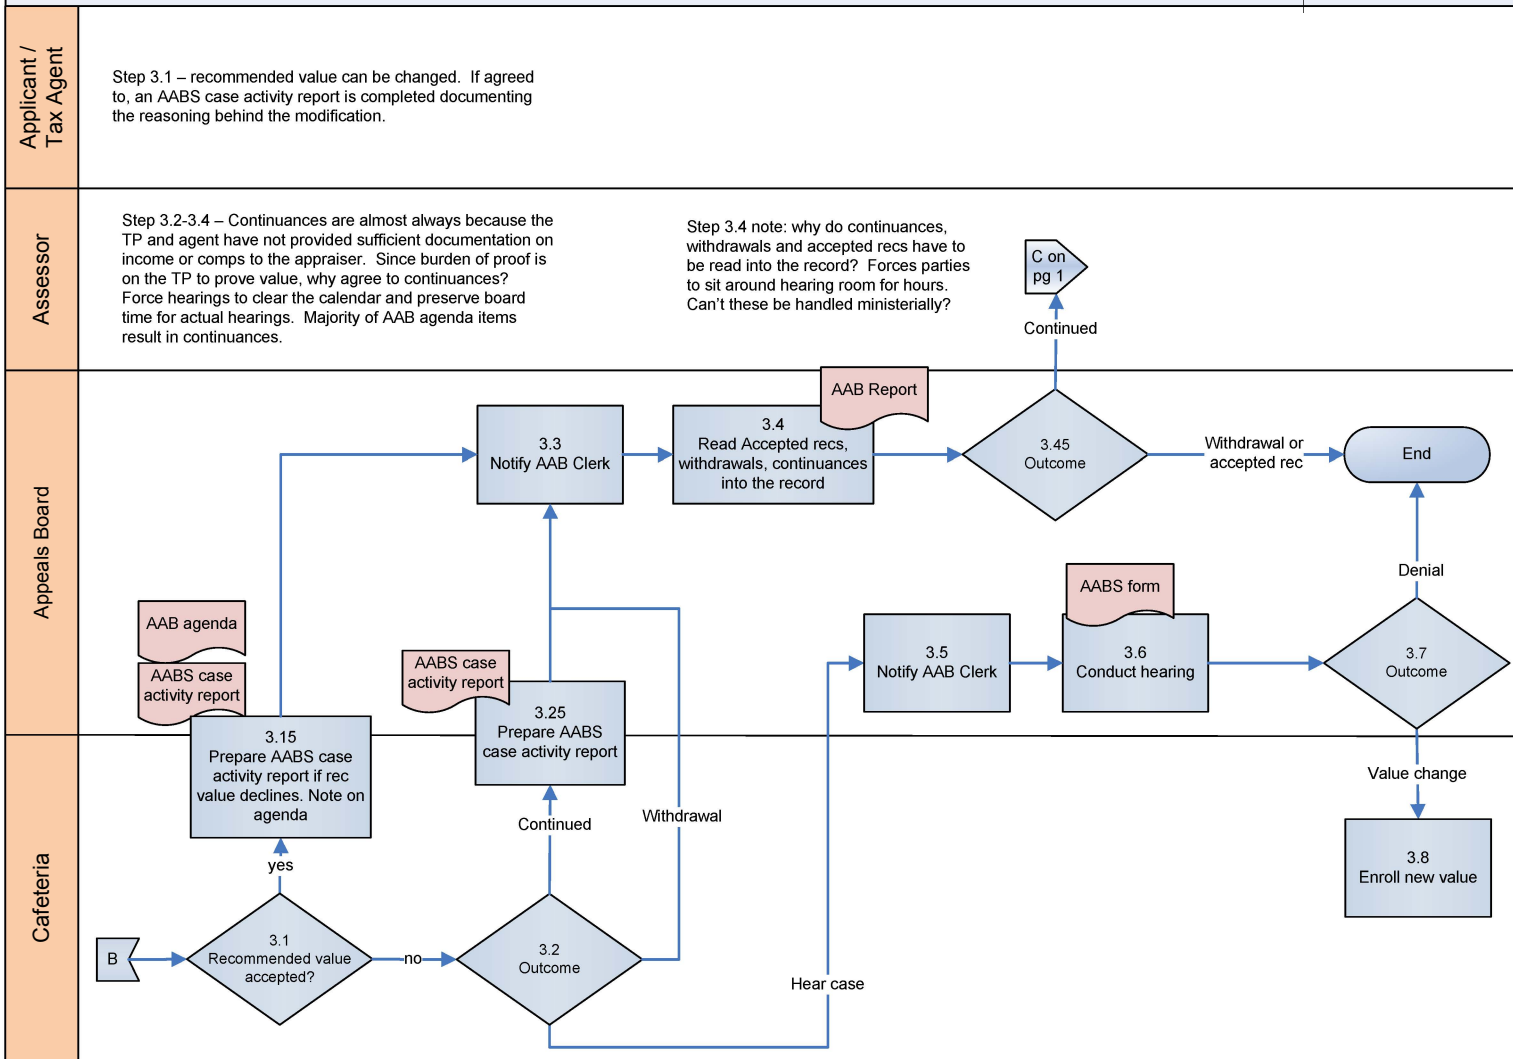 Applicant /
Tax Agent
Step 3.1 – recommended value can be changed.  If agreed
to, an AABS case activity report is completed documenting
the reasoning behind the modification.
Assessor
Step 3.2-3.4 – Continuances are almost always because the
TP and agent have not provided sufficient documentation on
income or comps to the appraiser.  Since burden of proof is
on the TP to prove value, why agree to continuances?
Force hearings to clear the calendar and preserve board
time for actual hearings.  Majority of AAB agenda items
result in continuances.
Step 3.4 note: why do continuances,
withdrawals and accepted recs have to
be read into the record?  Forces parties
to sit around hearing room for hours.
Can't these be handled ministerially?
C on
pg 1
Continued
Appeals Board
3.3
Notify AAB Clerk
AAB Report
3.4
Read Accepted recs,
withdrawals, continuances
into the record
3.45
Outcome
Withdrawal or
accepted rec
End
Denial
AAB agenda
AABS case
activity report
AABS case
activity report
3.5
Notify AAB Clerk
AABS form
3.6
Conduct hearing
3.7
Outcome
3.15
Prepare AABS case
activity report if rec
value declines. Note on
agenda
3.25
Prepare AABS
case activity report
Cafeteria
Value change
Continued
Withdrawal
yes
3.8
Enroll new value
B
3.1
Recommended value
accepted?
no
3.2
Outcome
Hear case